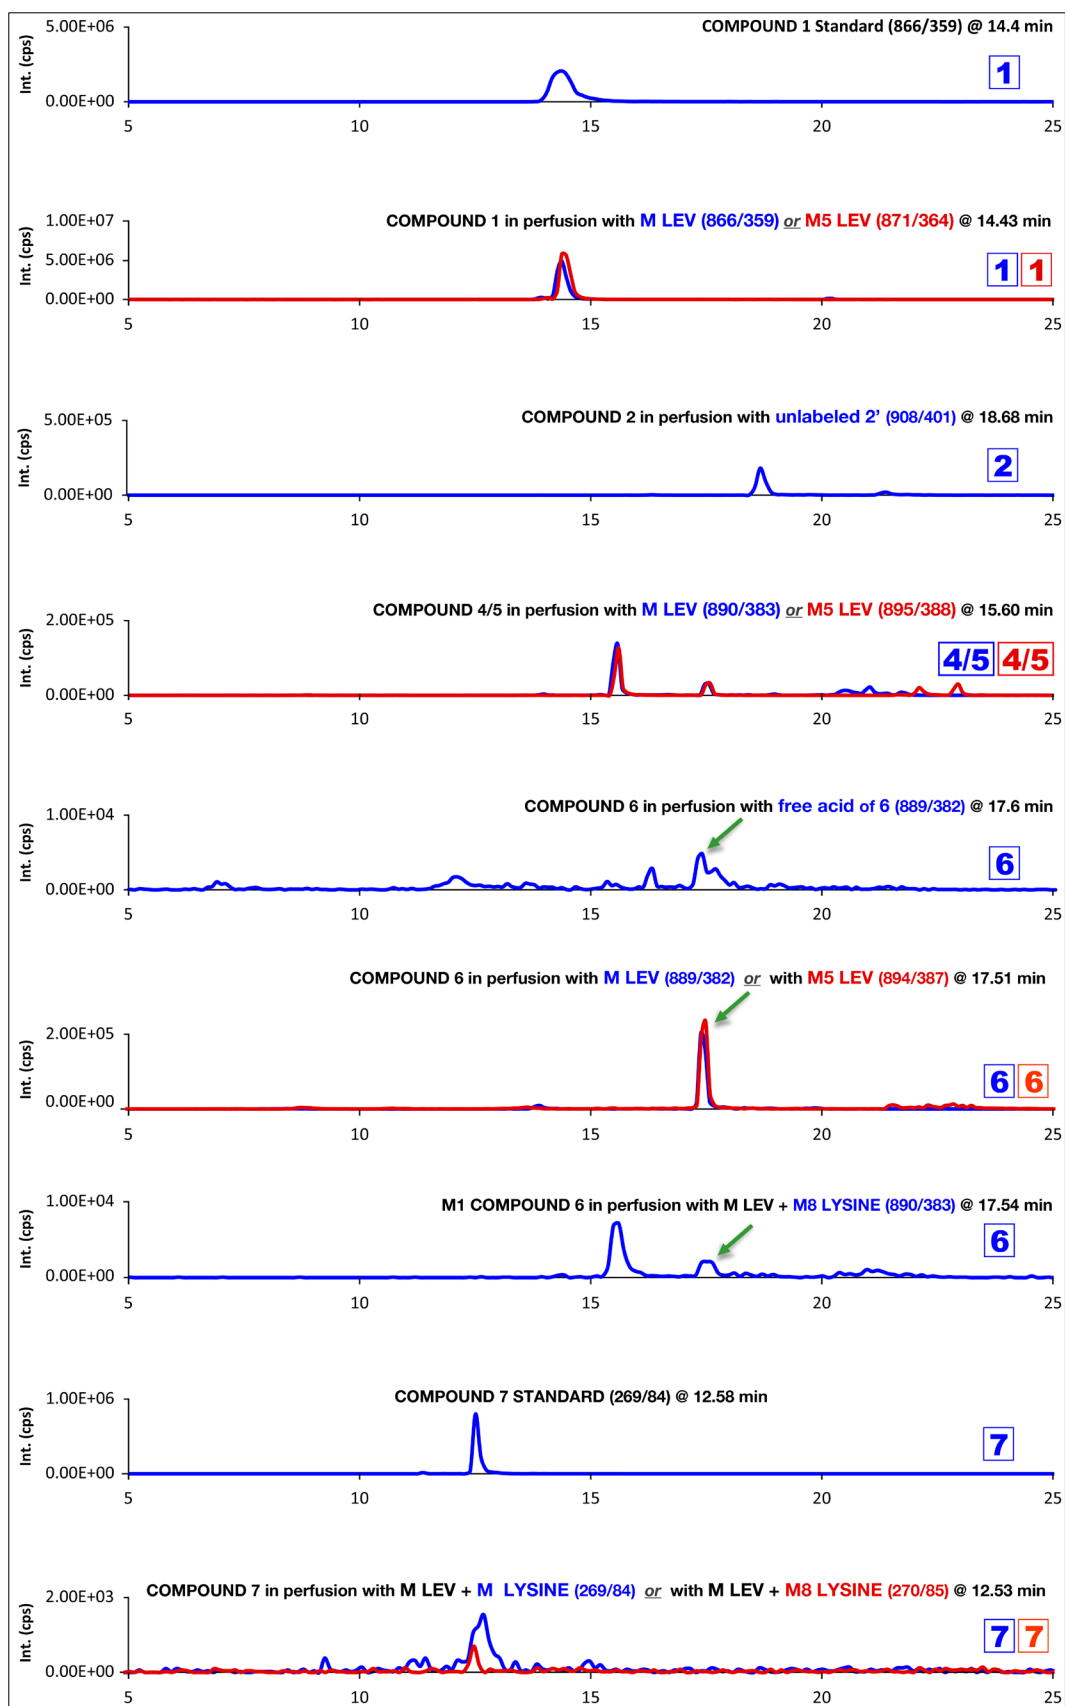 COMPOUND 1 Standard (866/359) @ 14.4 min
Int. (cps)
5.00E+06
0.00E+00
1
5 10 15 20 25
COMPOUND 1 in perfusion with M LEV (866/359) or M5 LEV (871/364) @ 14.43 min
Int. (cps)
1.00E+07
5.00E+06
0.00E+00
1 1
5 10 15 20 25
COMPOUND 2 in perfusion with unlabeled 2' (908/401) @ 18.68 min
Int. (cps)
5.00E+05
0.00E+00
2
5 10 15 20 25
COMPOUND 4/5 in perfusion with M LEV (890/383) or M5 LEV (895/388) @ 15.60 min
Int. (cps)
2.00E+05
0.00E+00
4/5 4/5
5 10 15 20 25
COMPOUND 6 in perfusion with free acid of 6 (889/382) @ 17.6 min
Int. (cps)
1.00E+04
0.00E+00
6
5 10 15 20 25
COMPOUND 6 in perfusion with M LEV (889/382) or with M5 LEV (894/387) @ 17.51 min
Int. (cps)
2.00E+05
0.00E+00
6 6
5 10 15 20 25
M1 COMPOUND 6 in perfusion with M LEV + M8 LYSINE (890/383) @ 17.54 min
Int. (cps)
1.00E+04
0.00E+00
6
5 10 15 20 25
COMPOUND 7 STANDARD (269/84) @ 12.58 min
Int. (cps)
1.00E+06
0.00E+00
7
5 10 15 20 25
COMPOUND 7 in perfusion with M LEV + M LYSINE (269/84) or with M LEV + M8 LYSINE (270/85) @ 12.53 min
Int. (cps)
2.00E+03
0.00E+00
7 7
5 10 15 20 25